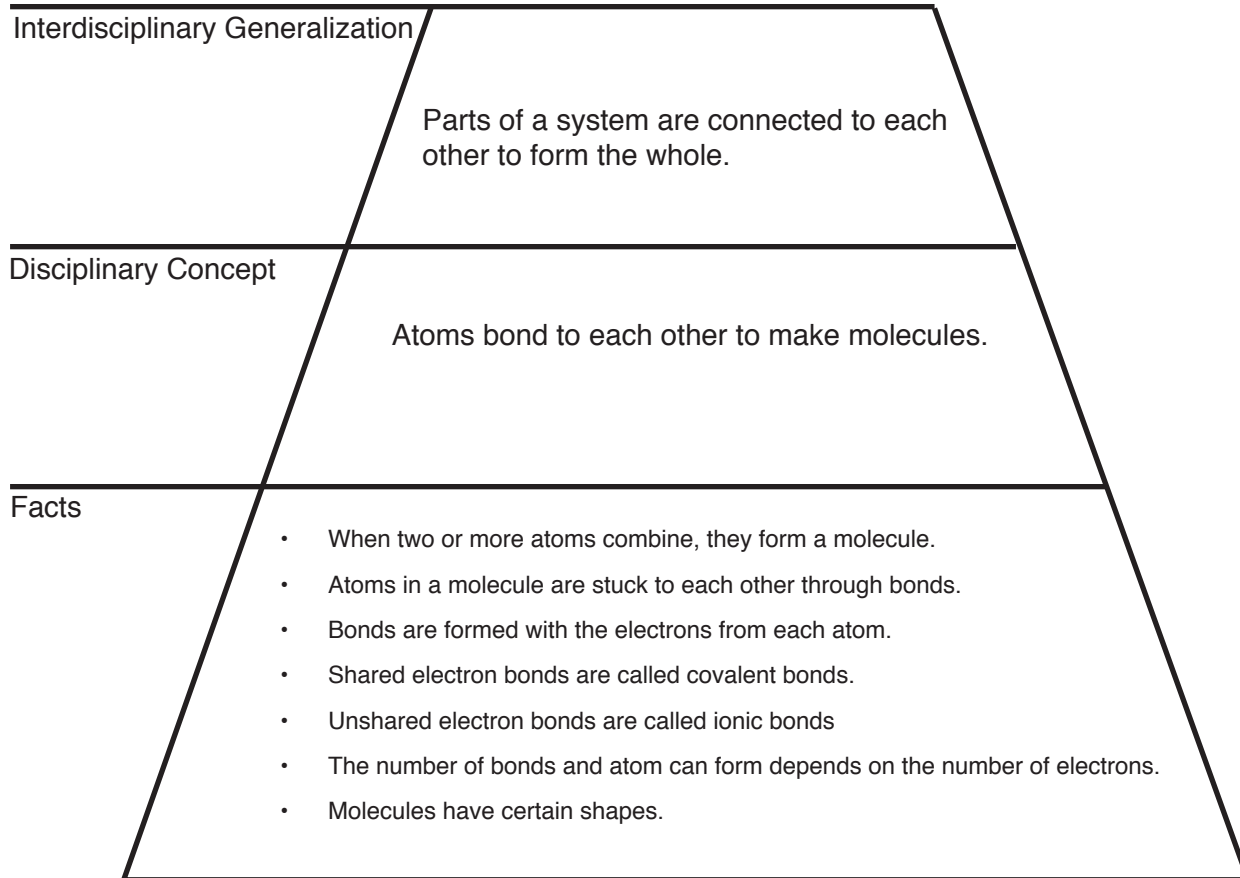 Interdisciplinary Generalization
Parts of a system are connected to each
other to form the whole.
Disciplinary Concept
Atoms bond to each other to make molecules.
Facts
• When two or more atoms combine, they form a molecule.
• Atoms in a molecule are stuck to each other through bonds.
• Bonds are formed with the electrons from each atom.
• Shared electron bonds are called covalent bonds.
• Unshared electron bonds are called ionic bonds
• The number of bonds and atom can form depends on the number of electrons.
• Molecules have certain shapes.